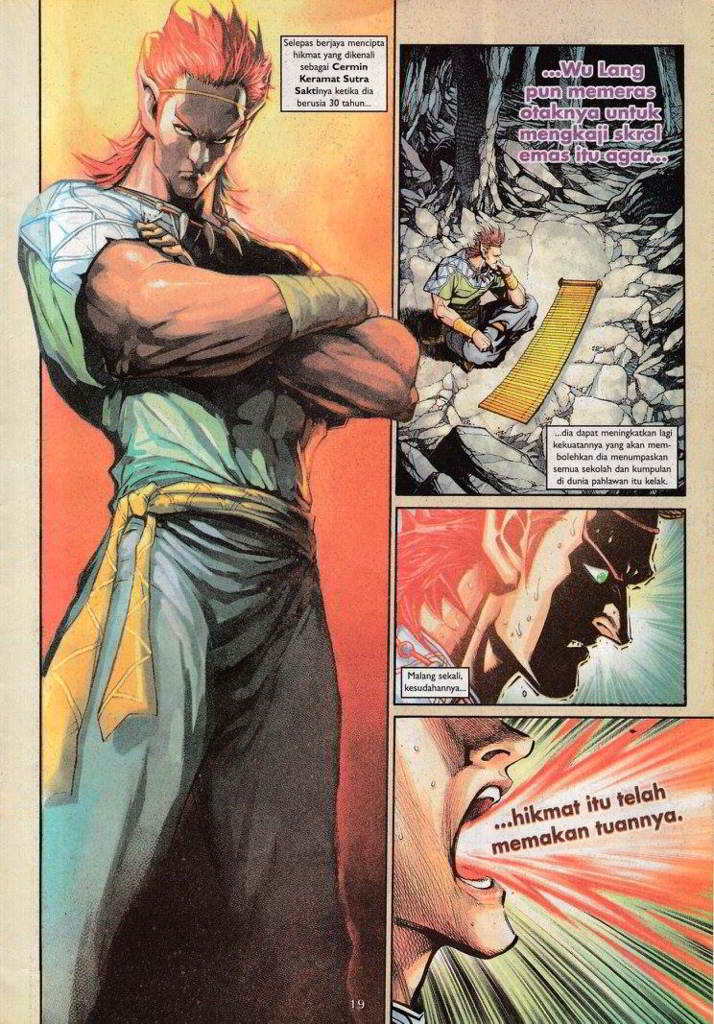 Selepas berjaya mencipta
hikmat yang dikenali
sebagai Cermin
Keramat Sutra
Saktinya ketika dia
berusia 30 tahun...
...Wu Lang
pun memeras
otaknya untuk
mengkaji skrol
emas itu agar...
...dia dapat meningkatkan lagi
kekuatannya yang akan mem-
bolehkan dia menumpaskan
semua sekolah dan kumpulan
di dunia pahlawan itu kelak.
Malang sekali,
kesudahannya...
...hikmat itu telah
memakan tuannya.
19